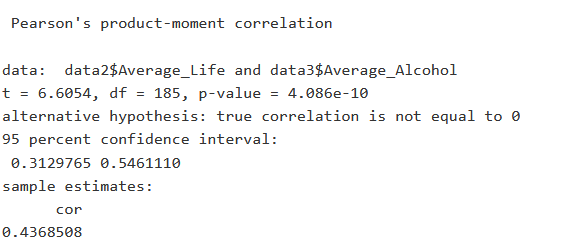 Pearson's product-moment correlation
data:  data2$Average_Life and data3$Average_Alcohol
t = 6.6054, df = 185, p-value = 4.086e-10
alternative hypothesis: true correlation is not equal to 0
95 percent confidence interval:
 0.3129765 0.5461110
sample estimates:
      cor
0.4368508